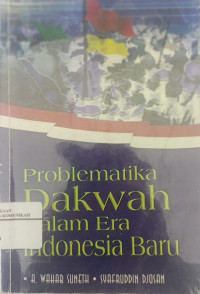 Problematika
Dakwah
Dalam Era
Indonesia Baru
• A. WAHAB SUNETH • SYAFRUDDIN DJOSAN